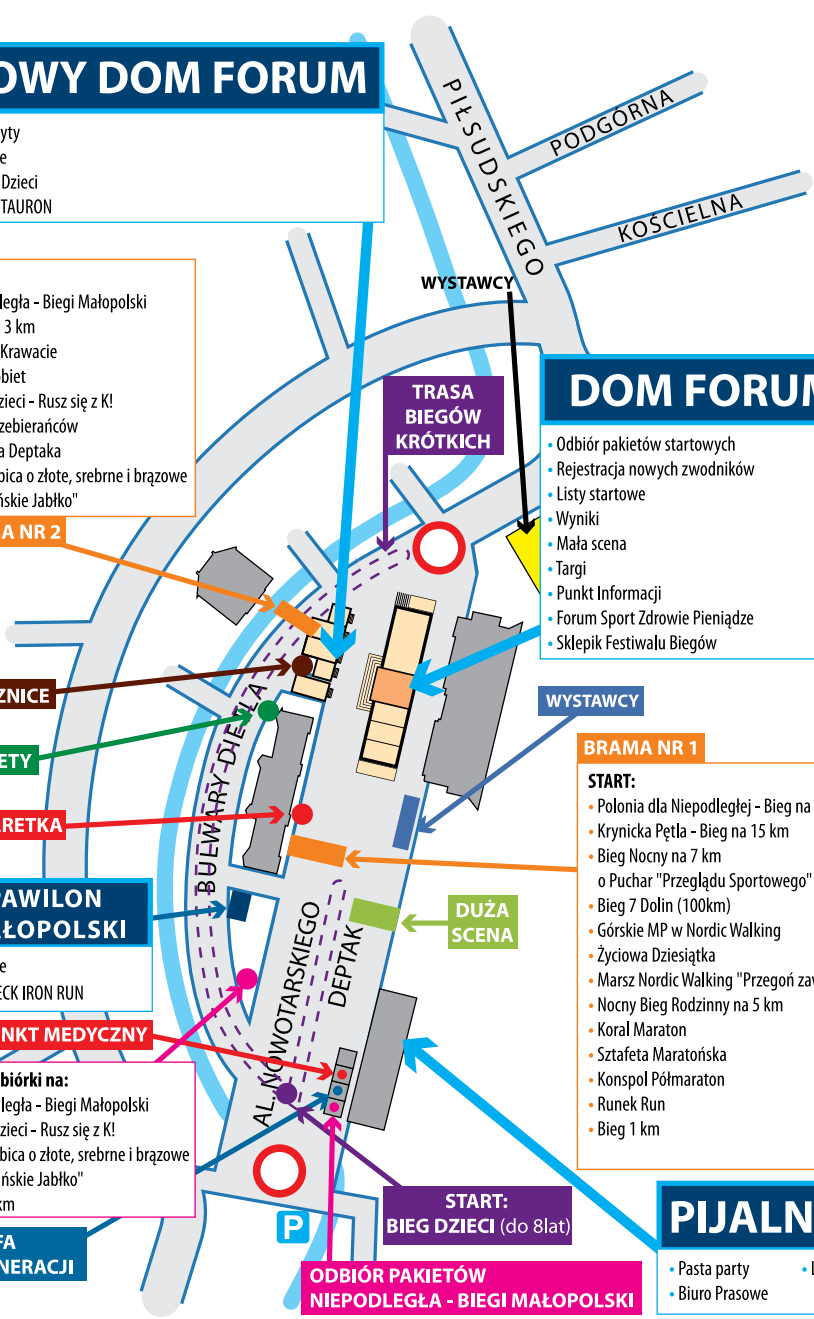 OWY DOM FORUM
yty
e
Dzieci
TAURON
PIŁSUDSKIEGO
PODGÓRNA
KOŚCIELNA
WYSTAWCY
legła - Biegi Małopolski
3 km
Krawacie
obiet
zieci - Rusz się z K!
zebierańców
a Deptaka
bica o złote, srebrne i brązowe
ńskie Jabłko"
A NR 2
TRASA
BIEGÓW
KRÓTKICH
DOM FORUM
• Odbiór pakietów startowych
• Rejestracja nowych zwodników
• Listy startowe
• Wyniki
• Mała scena
• Targi
• Punkt Informacji
• Forum Sport Zdrowie Pieniądze
• Sklepik Festiwalu Biegów
ZNICE
ETY
RETKA
BULWARY DIETLA
WYSTAWCY
BRAMA NR 1
START:
• Polonia dla Niepodległej - Bieg na
• Krynicka Pętla - Bieg na 15 km
• Bieg Nocny na 7 km
o Puchar "Przeglądu Sportowego"
• Bieg 7 Dolin (100km)
• Górskie MP w Nordic Walking
• Życiowa Dziesiątka
• Marsz Nordic Walking "Przegoń zaw
• Nocny Bieg Rodzinny na 5 km
• Koral Maraton
• Sztafeta Maratońska
• Konspol Półmaraton
• Runek Run
• Bieg 1 km
PAWILON
ŁOPOLSKI
e
ECK IRON RUN
DUŻA
SCENA
AL. NOWOTARSKIEGO
DEPTAK
NKT MEDYCZNY
biórki na:
legła - Biegi Małopolski
zieci - Rusz się z K!
bica o złote, srebrne i brązowe
ńskie Jabłko"
km
FA
NERACJI
P
START:
BIEG DZIECI (do 8lat)
ODBIÓR PAKIETÓW
NIEPODLEGŁA - BIEGI MAŁOPOLSKI
PIJALN
• Pasta party
• L
• Biuro Prasowe